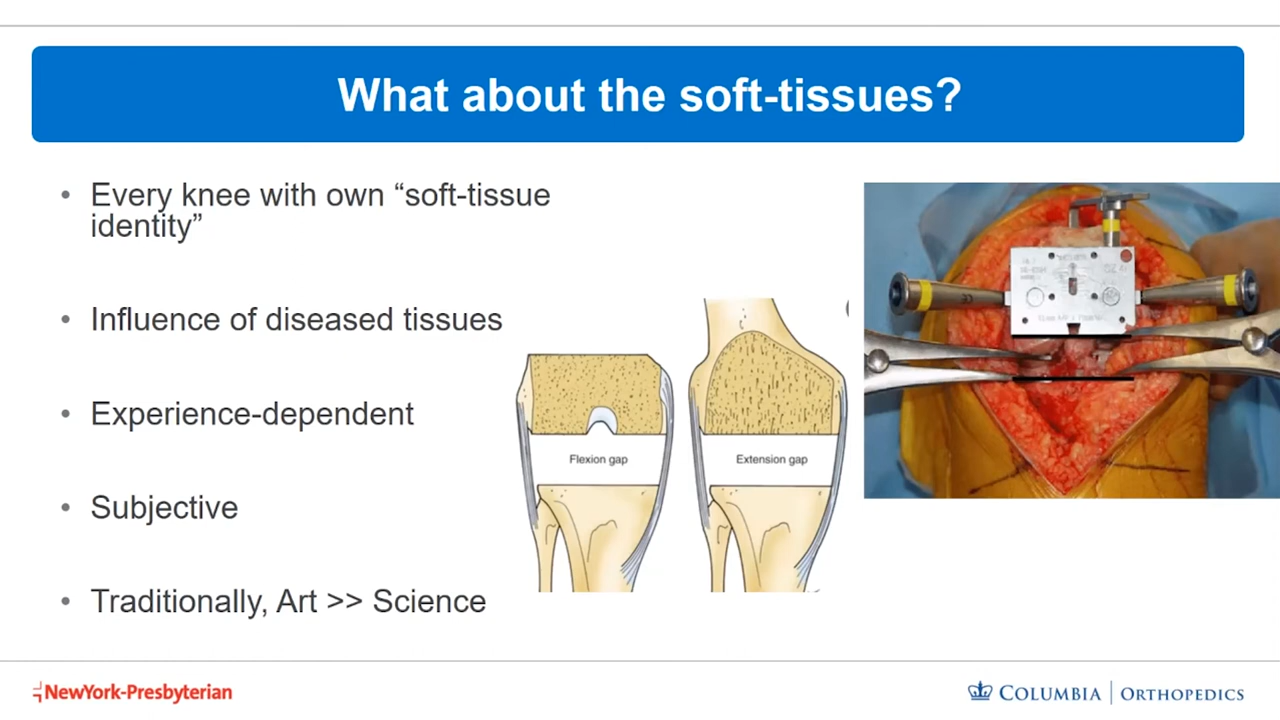 What about the soft-tissues?
• Every knee with own “soft-tissue
identity”
• Influence of diseased tissues
• Experience-dependent
• Subjective
• Traditionally, Art >> Science
Flexion gap
Extension gap
NewYork-Presbyterian
COLUMBIA | ORTHOPEDICS